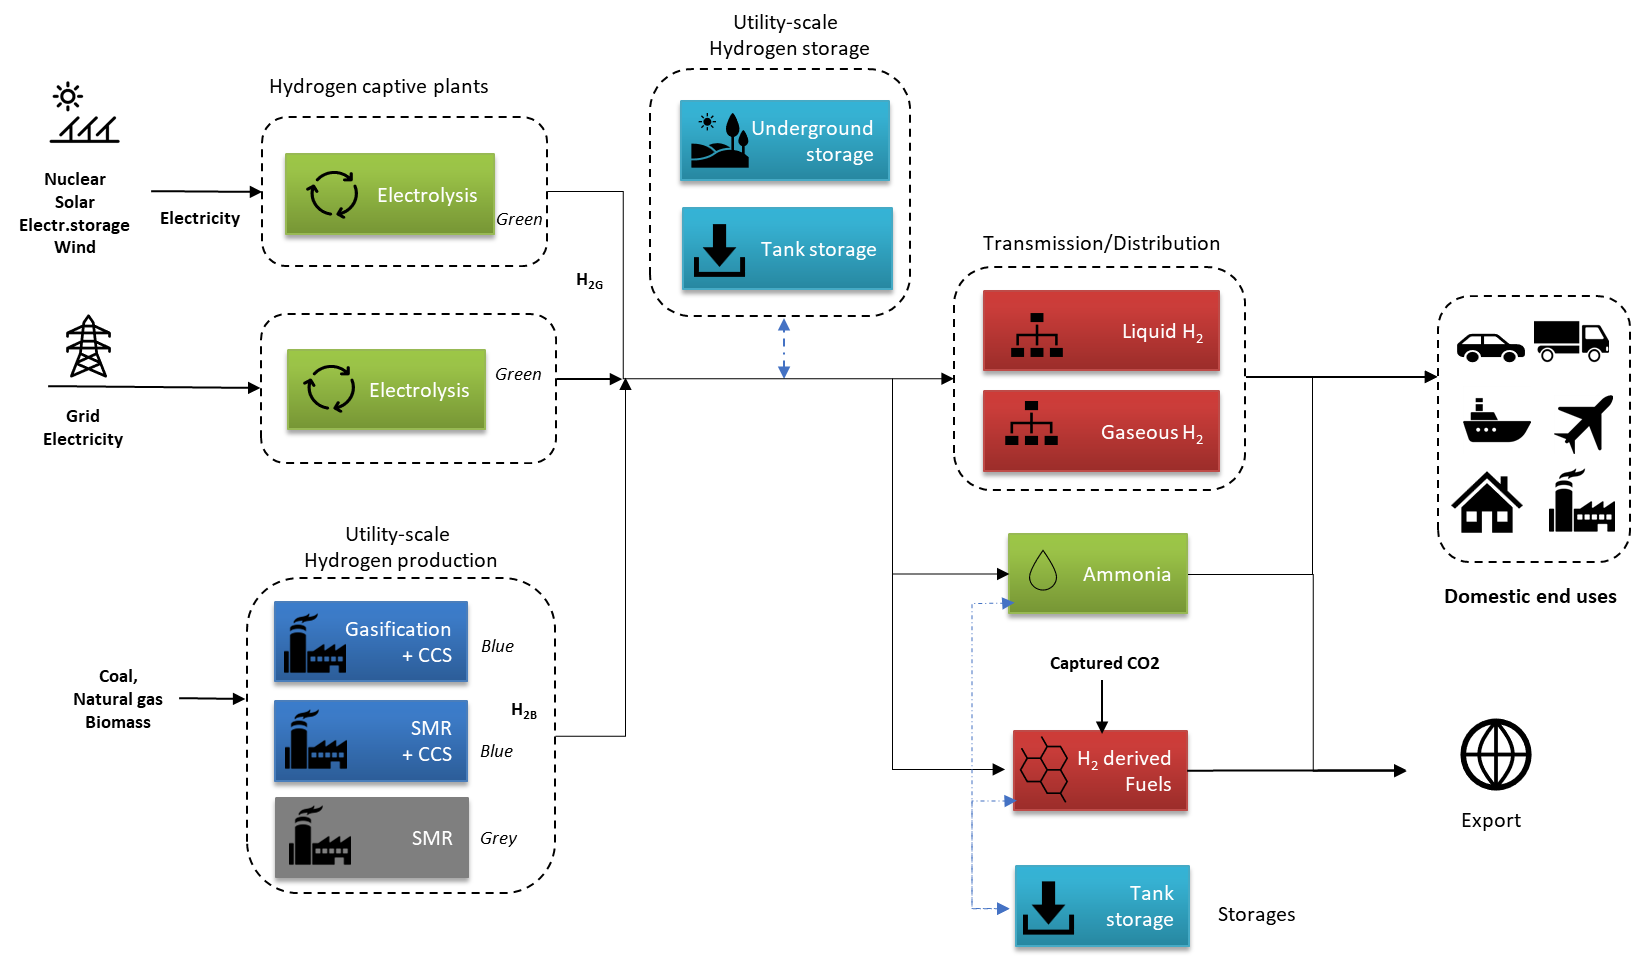 Utility-scale
Hydrogen storage
Hydrogen captive plants
Underground
storage
Nuclear
Solar
Electr.storage
Wind
Electricity
Electrolysis
Green
Tank storage
Transmission/Distribution
H2G
Liquid H2
Green
Electrolysis
Grid
Electricity
Gaseous H2
Utility-scale
Hydrogen production
Ammonia
Domestic end uses
Gasification
+ CCS
Blue
Captured CO2
Coal,
Natural gas
Biomass
H2B
SMR
+ CCS
Blue
H2 derived
Fuels
Export
SMR
Grey
Tank
storage
Storages